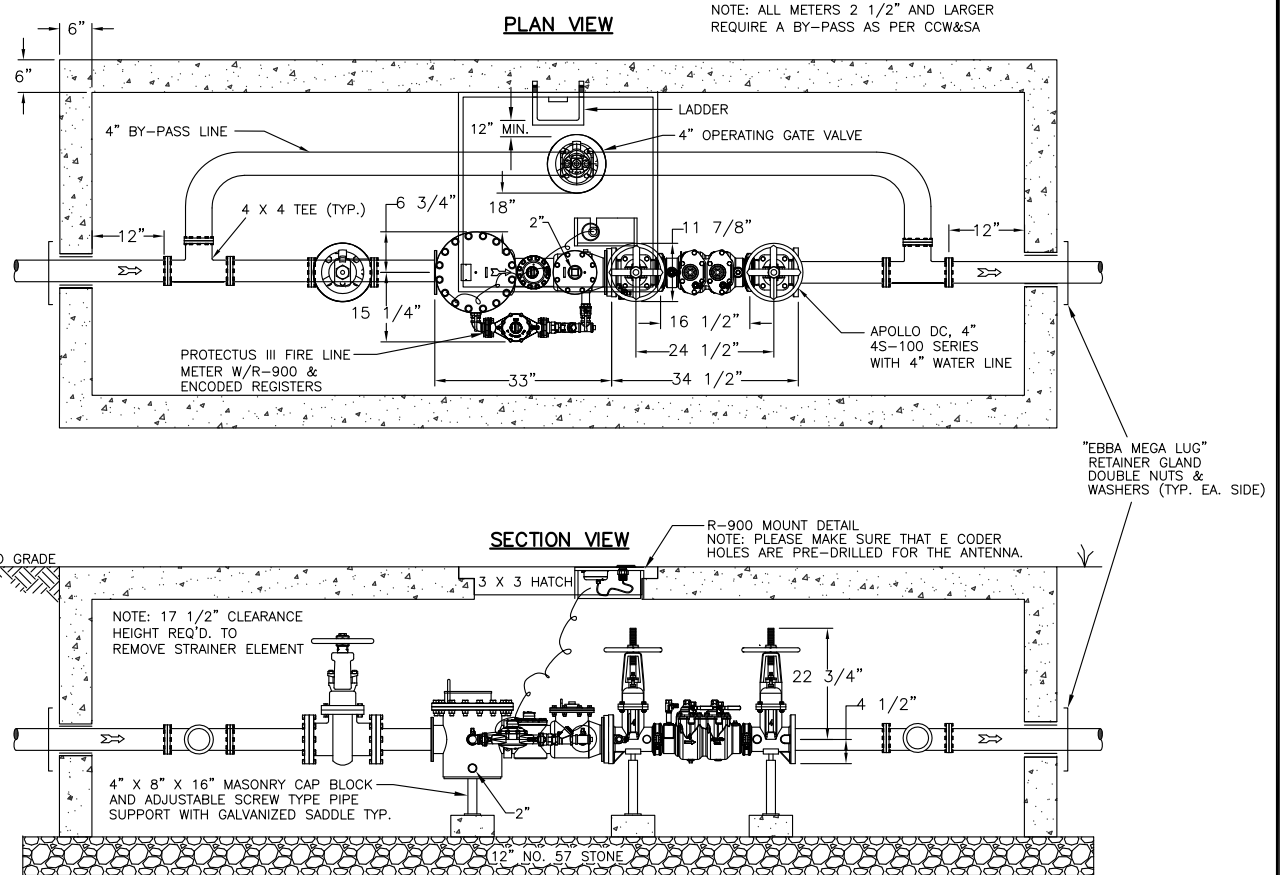 PLAN VIEW
NOTE: ALL METERS 2 1/2" AND LARGER
REQUIRE A BY-PASS AS PER CCW&SA
6"
6"
LADDER
12" MIN.
4" BY-PASS LINE
4" OPERATING GATE VALVE
4 X 4 TEE (TYP.)
6 3/4"
18"
12"
2"
11 7/8"
12"
15 1/4"
16 1/2"
24 1/2"
PROTECTUS III FIRE LINE
METER W/R-900 &
ENCODED REGISTERS
33"
34 1/2"
APOLLO DC, 4"
4S-100 SERIES
WITH 4" WATER LINE
"EBBA MEGA LUG"
RETAINER GLAND
DOUBLE NUTS &
WASHERS (TYP. EA. SIDE)
SECTION VIEW
R-900 MOUNT DETAIL
NOTE: PLEASE MAKE SURE THAT E CODER
HOLES ARE PRE-DRILLED FOR THE ANTENNA.
GRADE
3 X 3 HATCH
NOTE: 17 1/2" CLEARANCE
HEIGHT REQ'D. TO
REMOVE STRAINER ELEMENT
22 3/4"
4 1/2"
4
4
4" X 8" X 16" MASONRY CAP BLOCK
AND ADJUSTABLE SCREW TYPE PIPE
SUPPORT WITH GALVANIZED SADDLE TYP.
2"
12" NO. 57 STONE